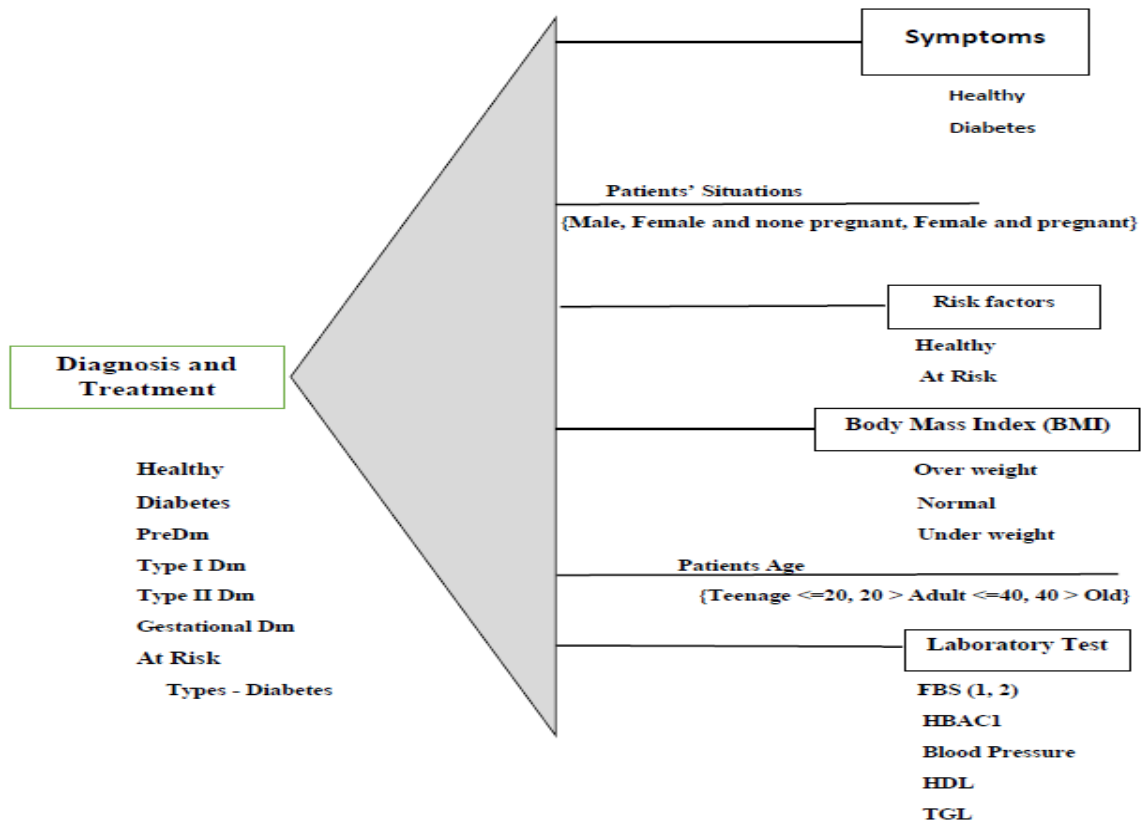 Symptoms
Healthy
Diabetes
Patients' Situations
{Male, Female and none pregnant, Female and pregnant}
Risk factors
Healthy
At Risk
Diagnosis and
Treatment
Healthy
Diabetes
PreDm
Type I Dm
Type II Dm
Gestational Dm
At Risk
Types - Diabetes
Body Mass Index (BMI)
Over weight
Normal
Under weight
Patients Age
{Teenage <=20, 20 > Adult <=40, 40 > Old}
Laboratory Test
FBS (1, 2)
HBAC1
Blood Pressure
HDL
TGL